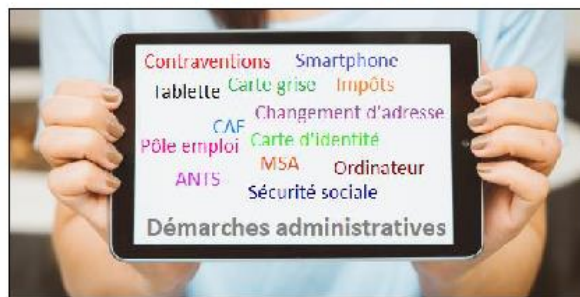 Contraventions Smartphone
Tablette Carte grise Impôts
Changement d'adresse
CAF
Pôle emploi Carte d'identité
MSA Ordinateur
ANTS
Sécurité sociale
Démarches administratives